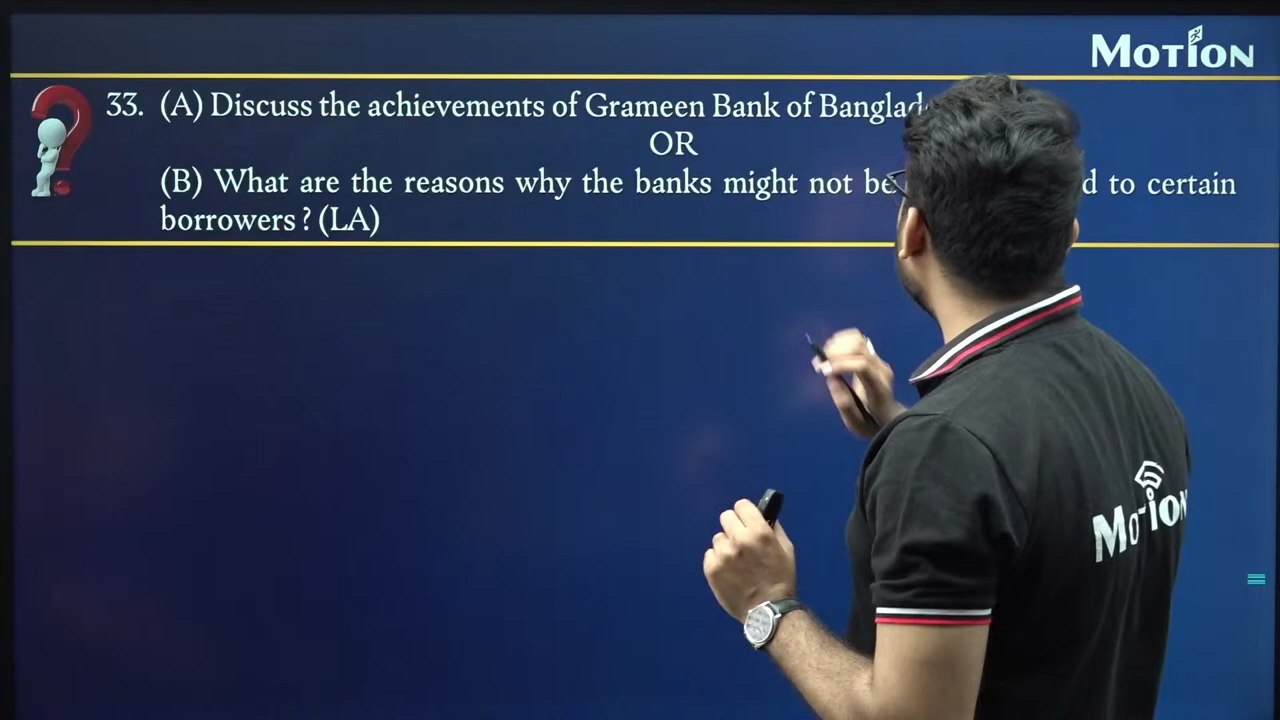 MOTION
33. (A) Discuss the achievements of Grameen Bank of
OR
(B) What are the reasons why the banks might not be to certain
borrowers? (LA)
MOTION